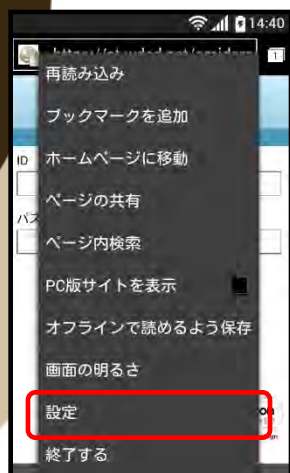 14:40
1
再読み込み
ブックマークを追加
ホームページに移動
ID
ページの共有
パス
ページ内検索
PC版サイトを表示
オフラインで読めるよう保存
画面の明るさ
設定
終了する